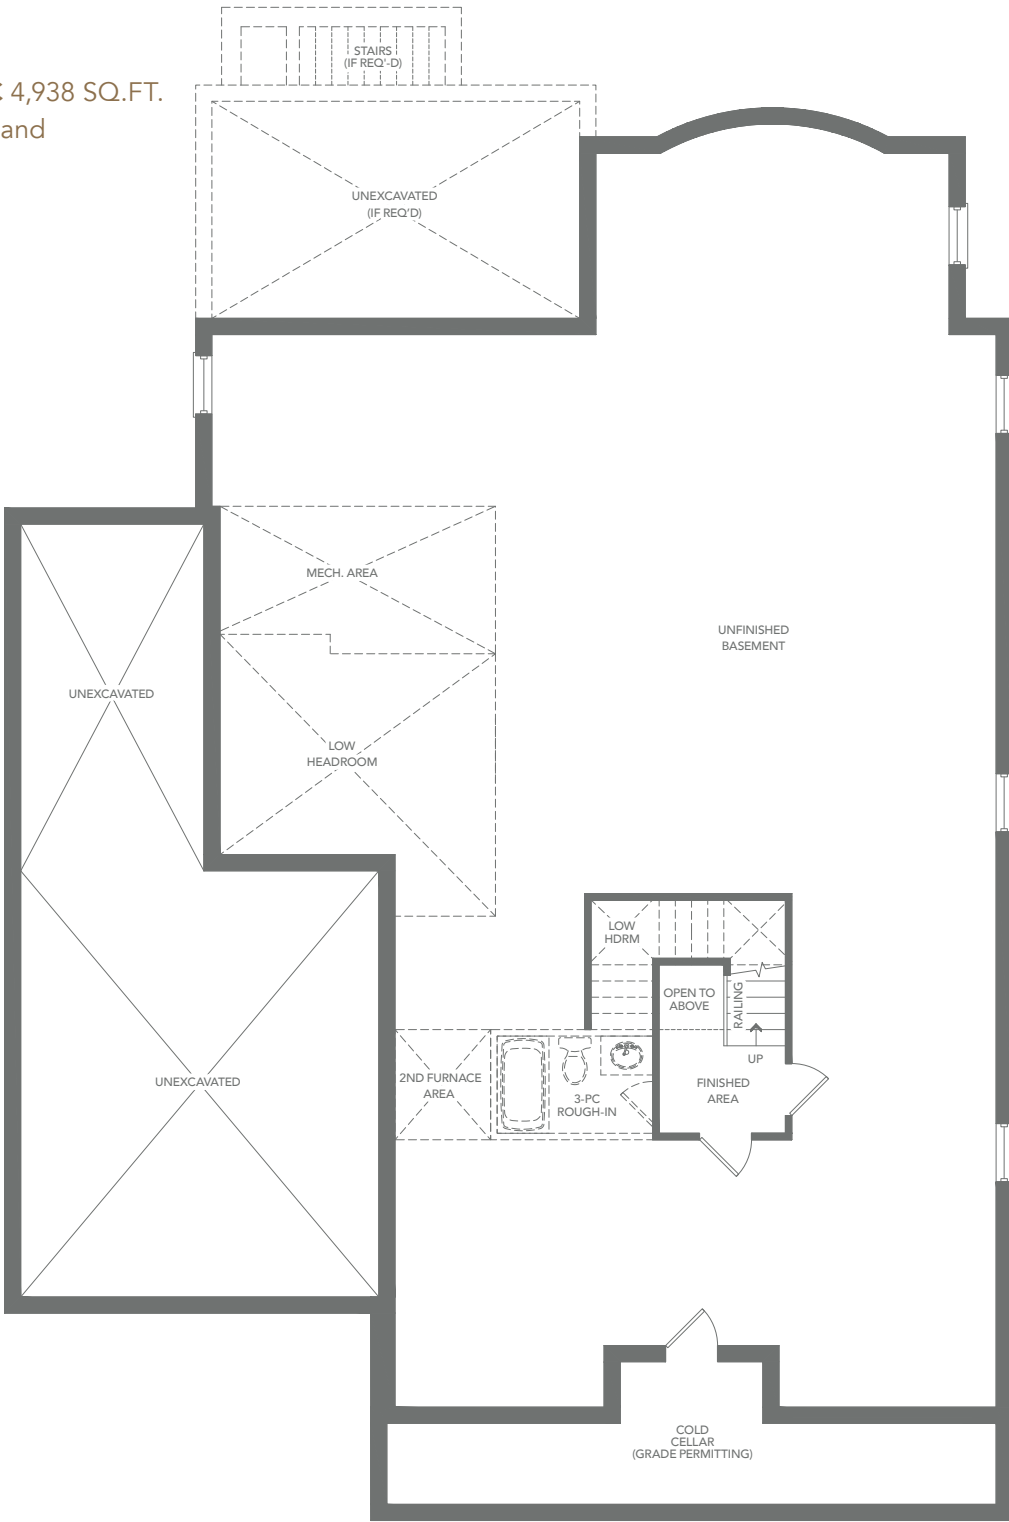 STAIRS
(IF REQ'-D)
4,938 SQ.FT.
and
UNEXCAVATED
(IF REQ'D)
MECH. AREA
UNFINISHED
BASEMENT
UNEXCAVATED
LOW
HEADROOM
LOW
HDRM
OPEN TO
ABOVE
RAILING
UP
2ND FURNACE
AREA
3-PC
ROUGH-IN
FINISHED
AREA
UNEXCAVATED
COLD
CELLAR
(GRADE PERMITTING)